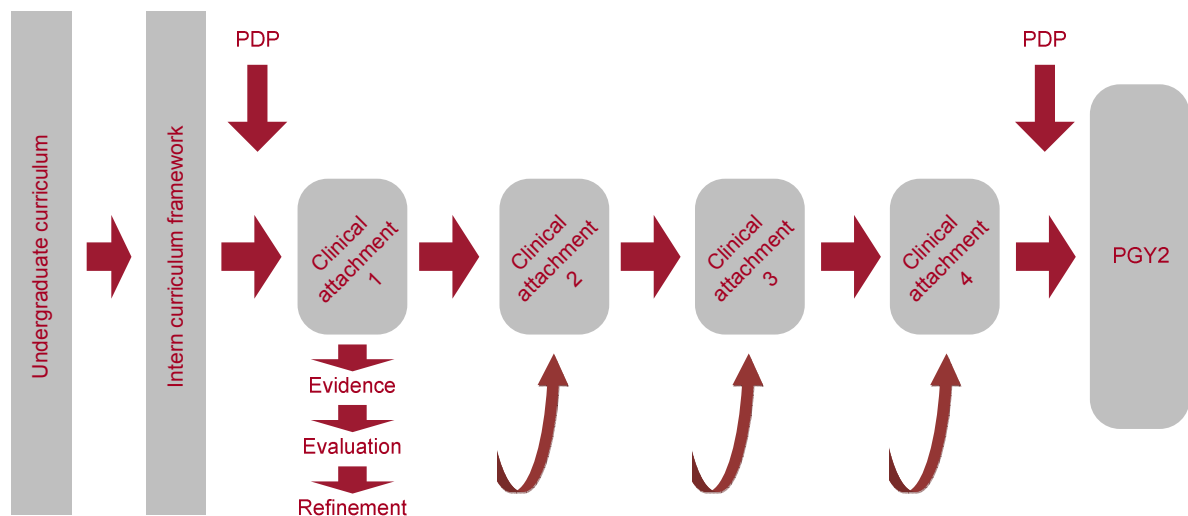 Undergraduate curriculum
Intern curriculum framework
PDP
Clinical
attachment
1
Evidence
Evaluation
Refinement
Clinical
attachment
2
Clinical
attachment
3
Clinical
attachment
4
PDP
PGY2